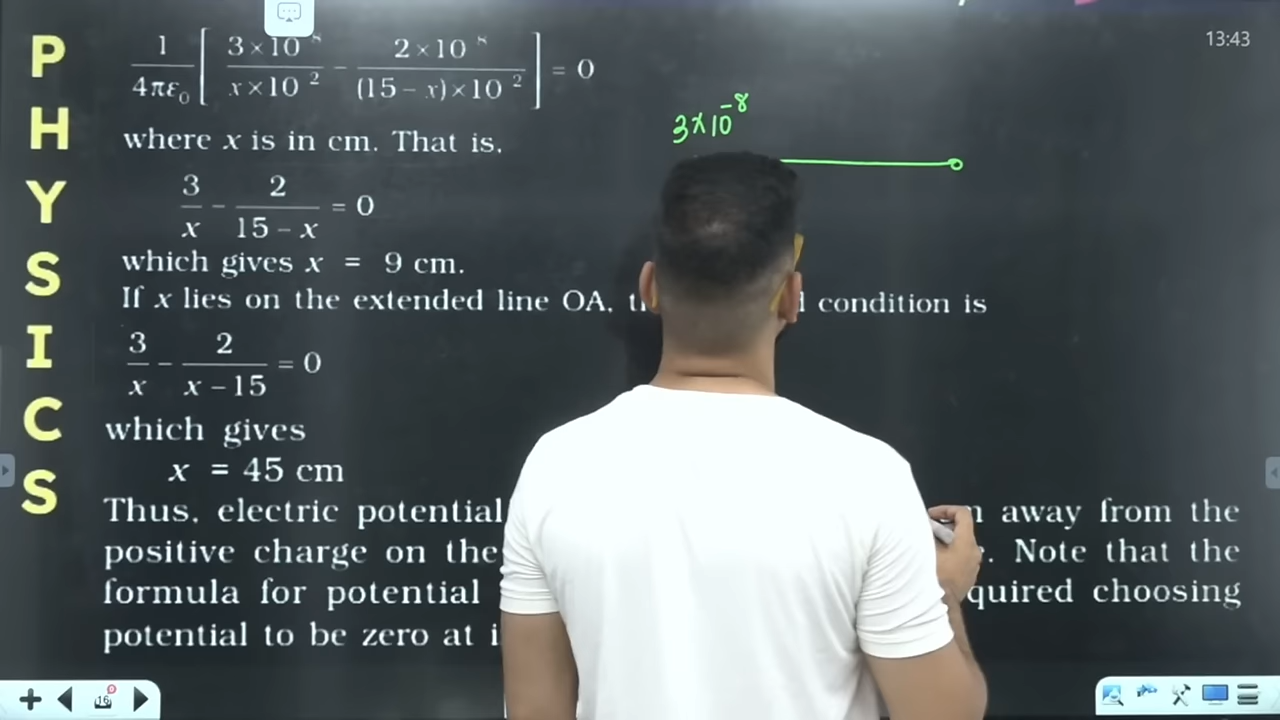 PHYSICS
13:43
1/4πε₀ [ 3×10⁻⁸/x×10⁻² − 2×10⁻⁸/(15−x)×10⁻² ] = 0
3×10⁻⁸
where x is in cm. That is,
3/x − 2/15−x = 0
which gives x = 9 cm.
If x lies on the extended line OA, condition is
3/x − 2/x−15 = 0
which gives
x = 45 cm
Thus, electric potential away from the
positive charge on the . Note that the
formula for potential choosing
potential to be zero at
16